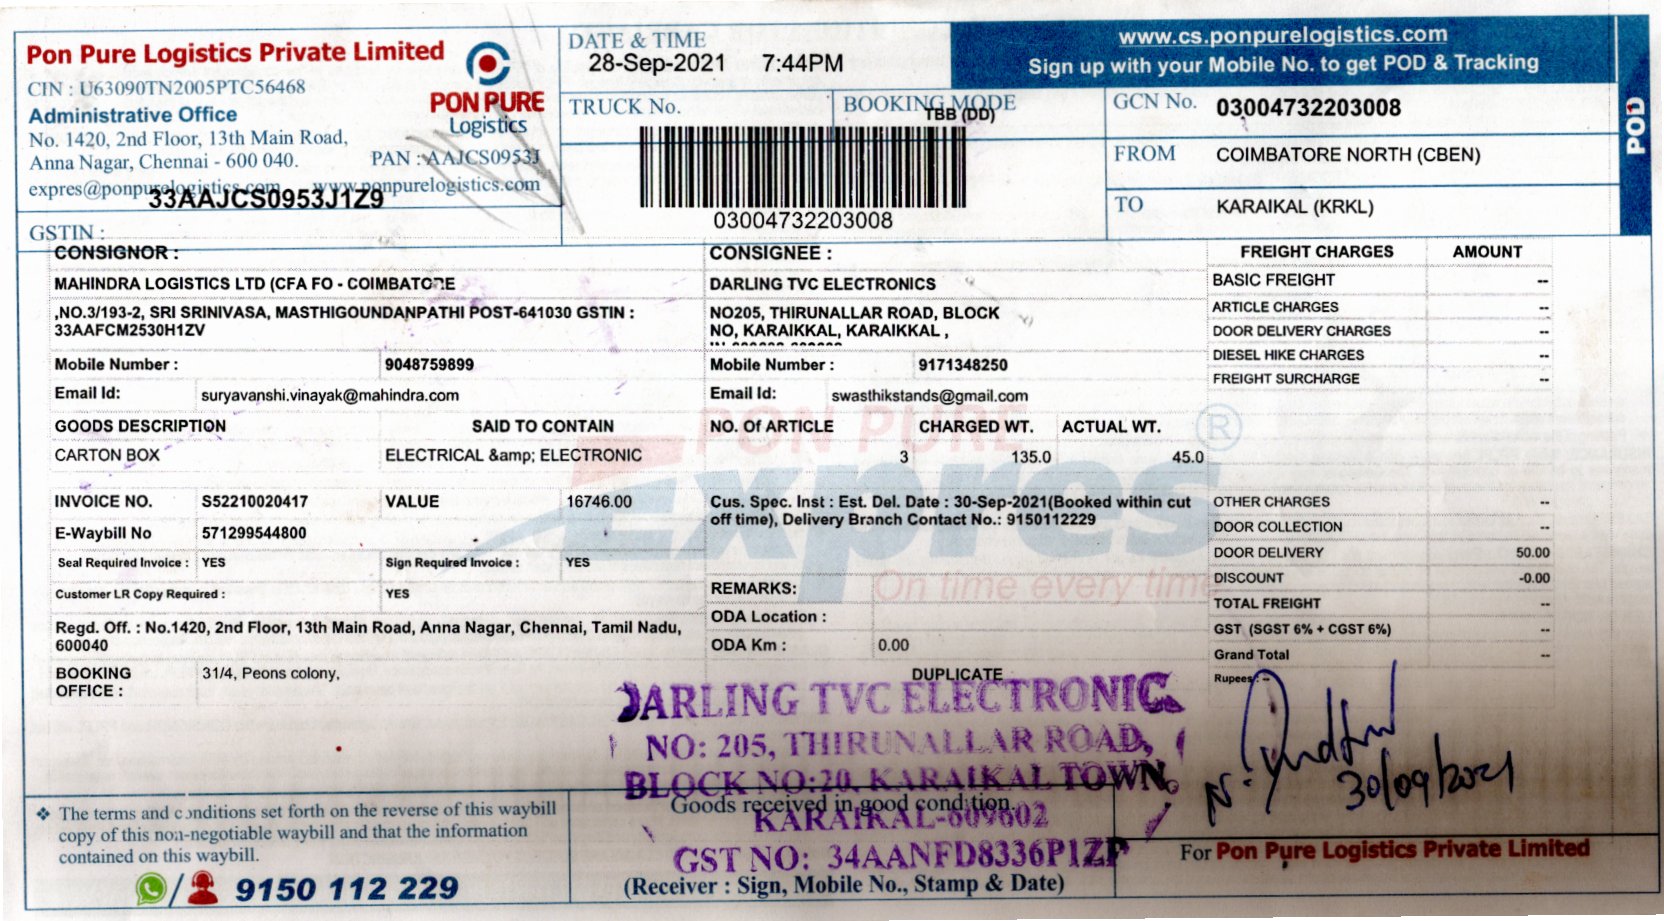 Pon Pure Logistics Private Limited
CIN : U63090TN2005PTC56468
Administrative Office
No. 1420, 2nd Floor, 13th Main Road,
Anna Nagar, Chennai - 600 040.
PAN : AAJCS0953J
expres@ponpurelogistics.com www.ponpurelogistics.com
33AAJCS0953J1Z9
GSTIN :
PON PURE
Logistics
DATE & TIME
28-Sep-2021 7:44PM
TRUCK No.
BOOKING MODE
TBB (DD)
03004732203008
www.cs.ponpurelogistics.com
Sign up with your Mobile No. to get POD & Tracking
GCN No. 03004732203008
FROM COIMBATORE NORTH (CBEN)
TO KARAIKAL (KRKL)
POD
CONSIGNOR :
MAHINDRA LOGISTICS LTD (CFA FO - COIMBATORE
,NO.3/193-2, SRI SRINIVASA, MASTHIGOUNDANPATHI POST-641030 GSTIN :
33AAFCM2530H1ZV
Mobile Number : 9048759899
Email Id: suryavanshi.vinayak@mahindra.com
CONSIGNEE :
DARLING TVC ELECTRONICS
NO205, THIRUNALLAR ROAD, BLOCK
NO, KARAIKKAL, KARAIKKAL ,
Mobile Number : 9171348250
Email Id: swasthikstands@gmail.com
FREIGHT CHARGES AMOUNT
BASIC FREIGHT --
ARTICLE CHARGES --
DOOR DELIVERY CHARGES --
DIESEL HIKE CHARGES --
FREIGHT SURCHARGE --
GOODS DESCRIPTION SAID TO CONTAIN NO. Of ARTICLE CHARGED WT. ACTUAL WT.
CARTON BOX ELECTRICAL &amp; ELECTRONIC 3 135.0 45.0
PON PURE
Expres ®
On time every time
INVOICE NO. S52210020417 VALUE 16746.00
E-Waybill No 571299544800
Seal Required Invoice : YES Sign Required Invoice : YES
Customer LR Copy Required : YES
Regd. Off. : No.1420, 2nd Floor, 13th Main Road, Anna Nagar, Chennai, Tamil Nadu,
600040
BOOKING
OFFICE :
31/4, Peons colony,
Cus. Spec. Inst : Est. Del. Date : 30-Sep-2021(Booked within cut
off time), Delivery Branch Contact No.: 9150112229
REMARKS:
ODA Location :
ODA Km : 0.00
DUPLICATE
OTHER CHARGES --
DOOR COLLECTION --
DOOR DELIVERY 50.00
DISCOUNT -0.00
TOTAL FREIGHT --
GST (SGST 6% + CGST 6%) --
Grand Total --
Rupees : --
DARLING TVC ELECTRONICS
NO: 205, THIRUNALLAR ROAD,
BLOCK NO:20, KARAIKAL TOWN,
KARAIKAL-609602
GST NO: 34AANFD8336P1ZP
30/09/2021
❖ The terms and conditions set forth on the reverse of this waybill
copy of this non-negotiable waybill and that the information
contained on this waybill.
9150 112 229
Goods received in good condition.
(Receiver : Sign, Mobile No., Stamp & Date)
For Pon Pure Logistics Private Limited